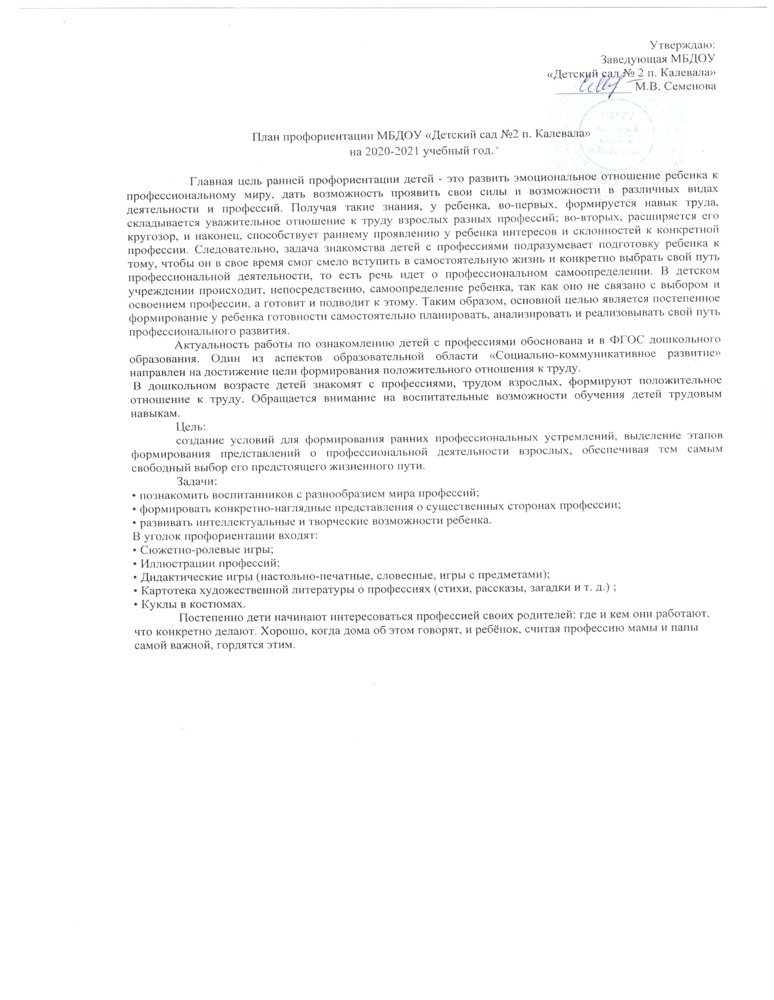 Утверждаю:
Заведующая МБДОУ
«Детский сад № 2 п. Калевала»
М.В. Семенова
МБДОУ
«Детский
сад № 2
п. Калевала»
План профориентации МБДОУ «Детский сад №2 п. Калевала»
на 2020-2021 учебный год.
Главная цель ранней профориентации детей - это развить эмоциональное отношение ребенка к
профессиональному миру, дать возможность проявить свои силы и возможности в различных видах
деятельности и профессий. Получая такие знания, у ребенка, во-первых, формируется навык труда,
складывается уважительное отношение к труду взрослых разных профессий; во-вторых, расширяется его
кругозор, и наконец, способствует раннему проявлению у ребенка интересов и склонностей к конкретной
профессии. Следовательно, задача знакомства детей с профессиями подразумевает подготовку ребенка к
тому, чтобы он в свое время смог смело вступить в самостоятельную жизнь и конкретно выбрать свой путь
профессиональной деятельности, то есть речь идет о профессиональном самоопределении. В детском
учреждении происходит, непосредственно, самоопределение ребенка, так как оно не связано с выбором и
освоением профессии, а готовит и подводит к этому. Таким образом, основной целью является постепенное
формирование у ребенка готовности самостоятельно планировать, анализировать и реализовывать свой путь
профессионального развития.
Актуальность работы по ознакомлению детей с профессиями обоснована и в ФГОС дошкольного
образования. Один из аспектов образовательной области «Социально-коммуникативное развитие»
направлен на достижение цели формирования положительного отношения к труду.
В дошкольном возрасте детей знакомят с профессиями, трудом взрослых, формируют положительное
отношение к труду. Обращается внимание на воспитательные возможности обучения детей трудовым
навыкам.
Цель:
создание условий для формирования ранних профессиональных устремлений, выделение этапов
формирования представлений о профессиональной деятельности взрослых, обеспечивая тем самым
свободный выбор его предстоящего жизненного пути.
Задачи:
• познакомить воспитанников с разнообразием мира профессий;
• формировать конкретно-наглядные представления о существенных сторонах профессии;
• развивать интеллектуальные и творческие возможности ребенка.
В уголок профориентации входят:
• Сюжетно-ролевые игры;
• Иллюстрации профессий;
• Дидактические игры (настольно-печатные, словесные, игры с предметами);
• Картотека художественной литературы о профессиях (стихи, рассказы, загадки и т. д.) ;
• Куклы в костюмах.
Постепенно дети начинают интересоваться профессией своих родителей: где и кем они работают,
что конкретно делают. Хорошо, когда дома об этом говорят, и ребёнок, считая профессию мамы и папы
самой важной, гордятся этим.